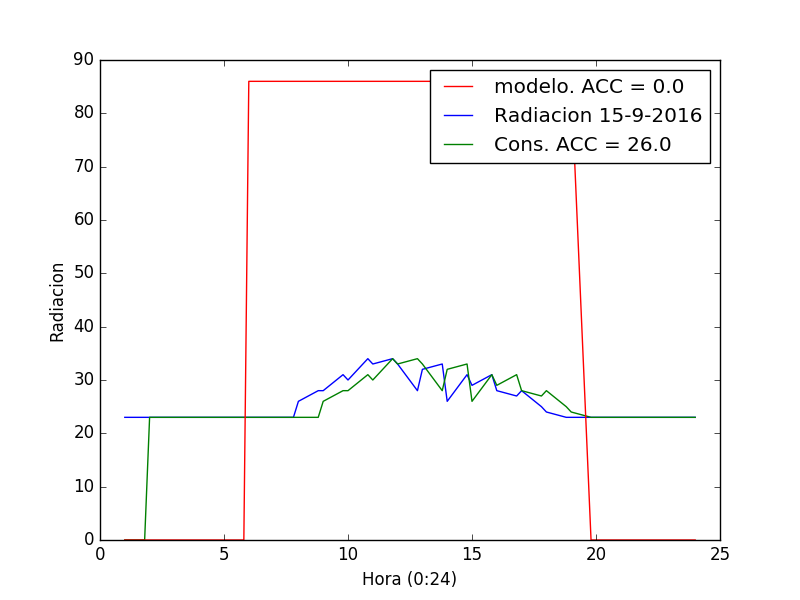 90
80
70
60
50
40
30
20
10
0
modelo. ACC = 0.0
Radiacion 15-9-2016
Cons. ACC = 26.0
Radiacion
0 5 10 15 20 25
Hora (0:24)